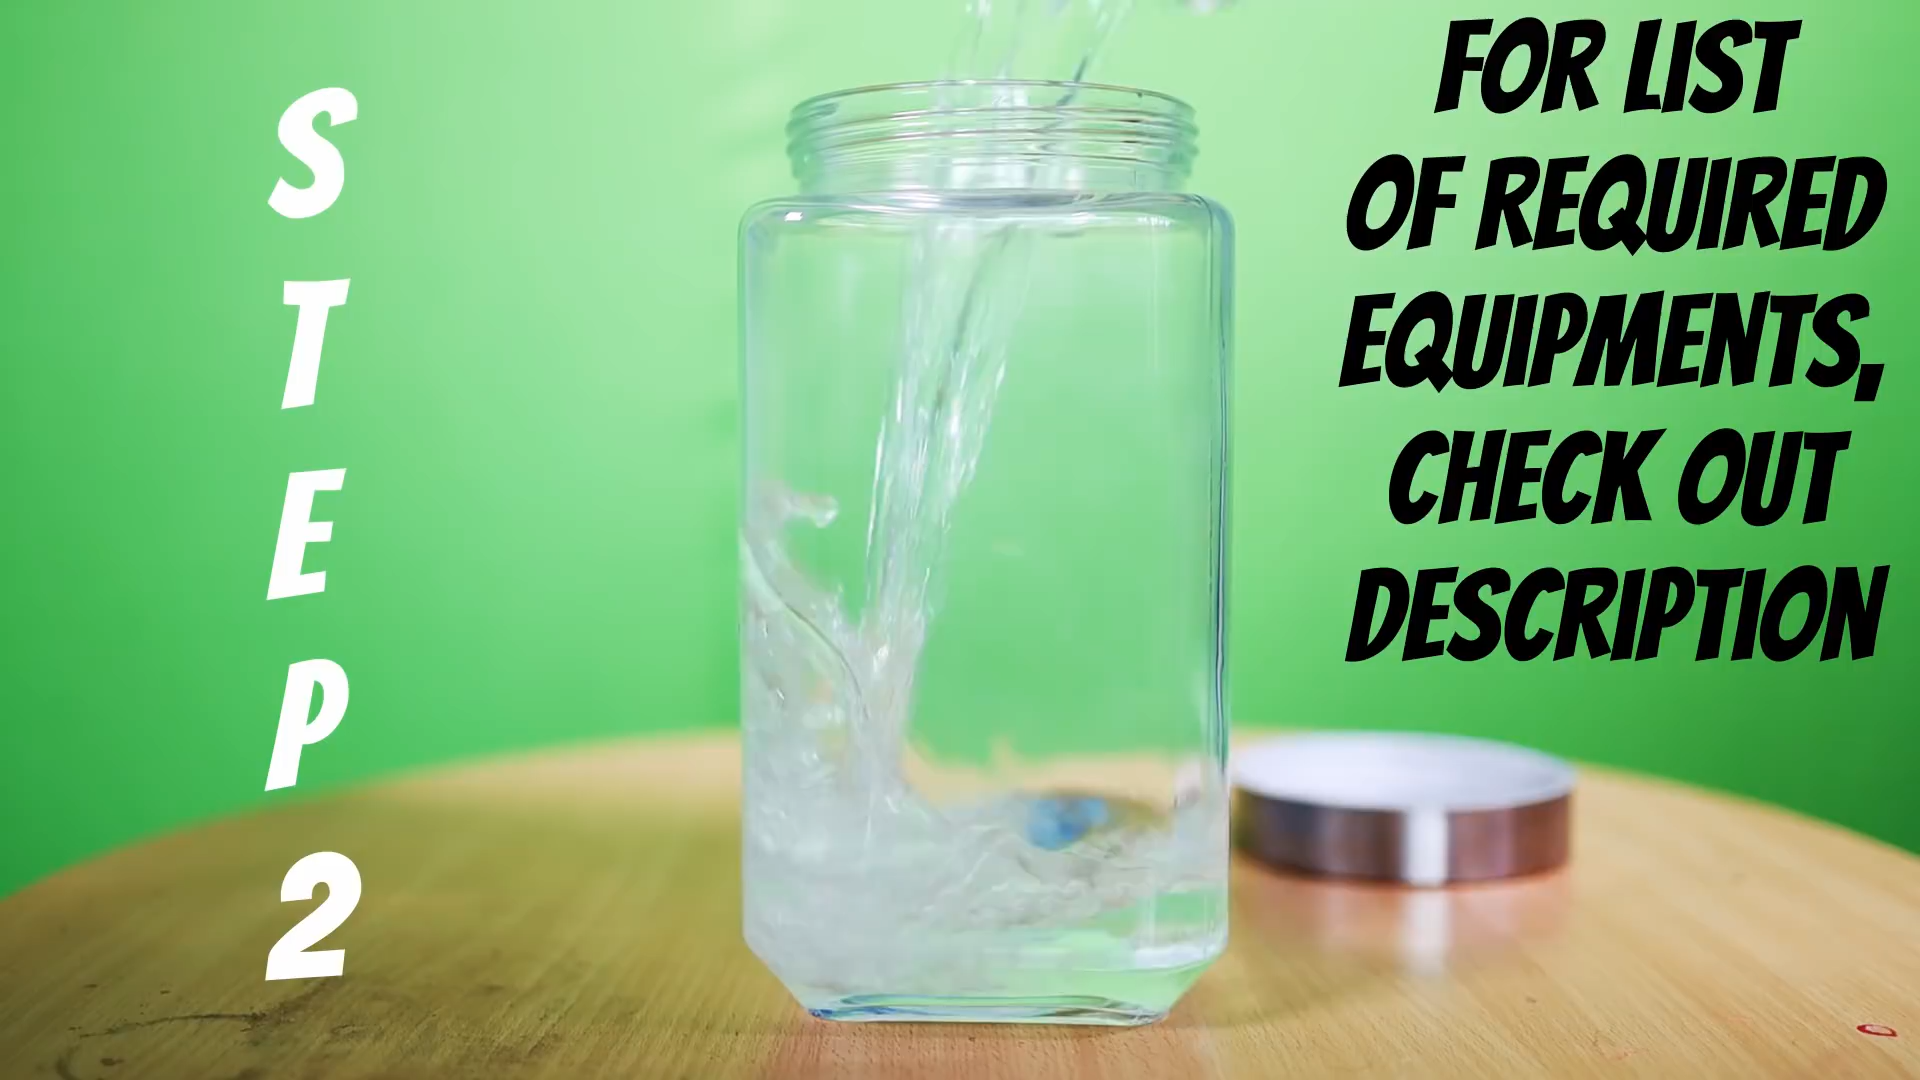 STEP 2
FOR LIST
OF REQUIRED
EQUIPMENTS,
CHECK OUT
DESCRIPTION